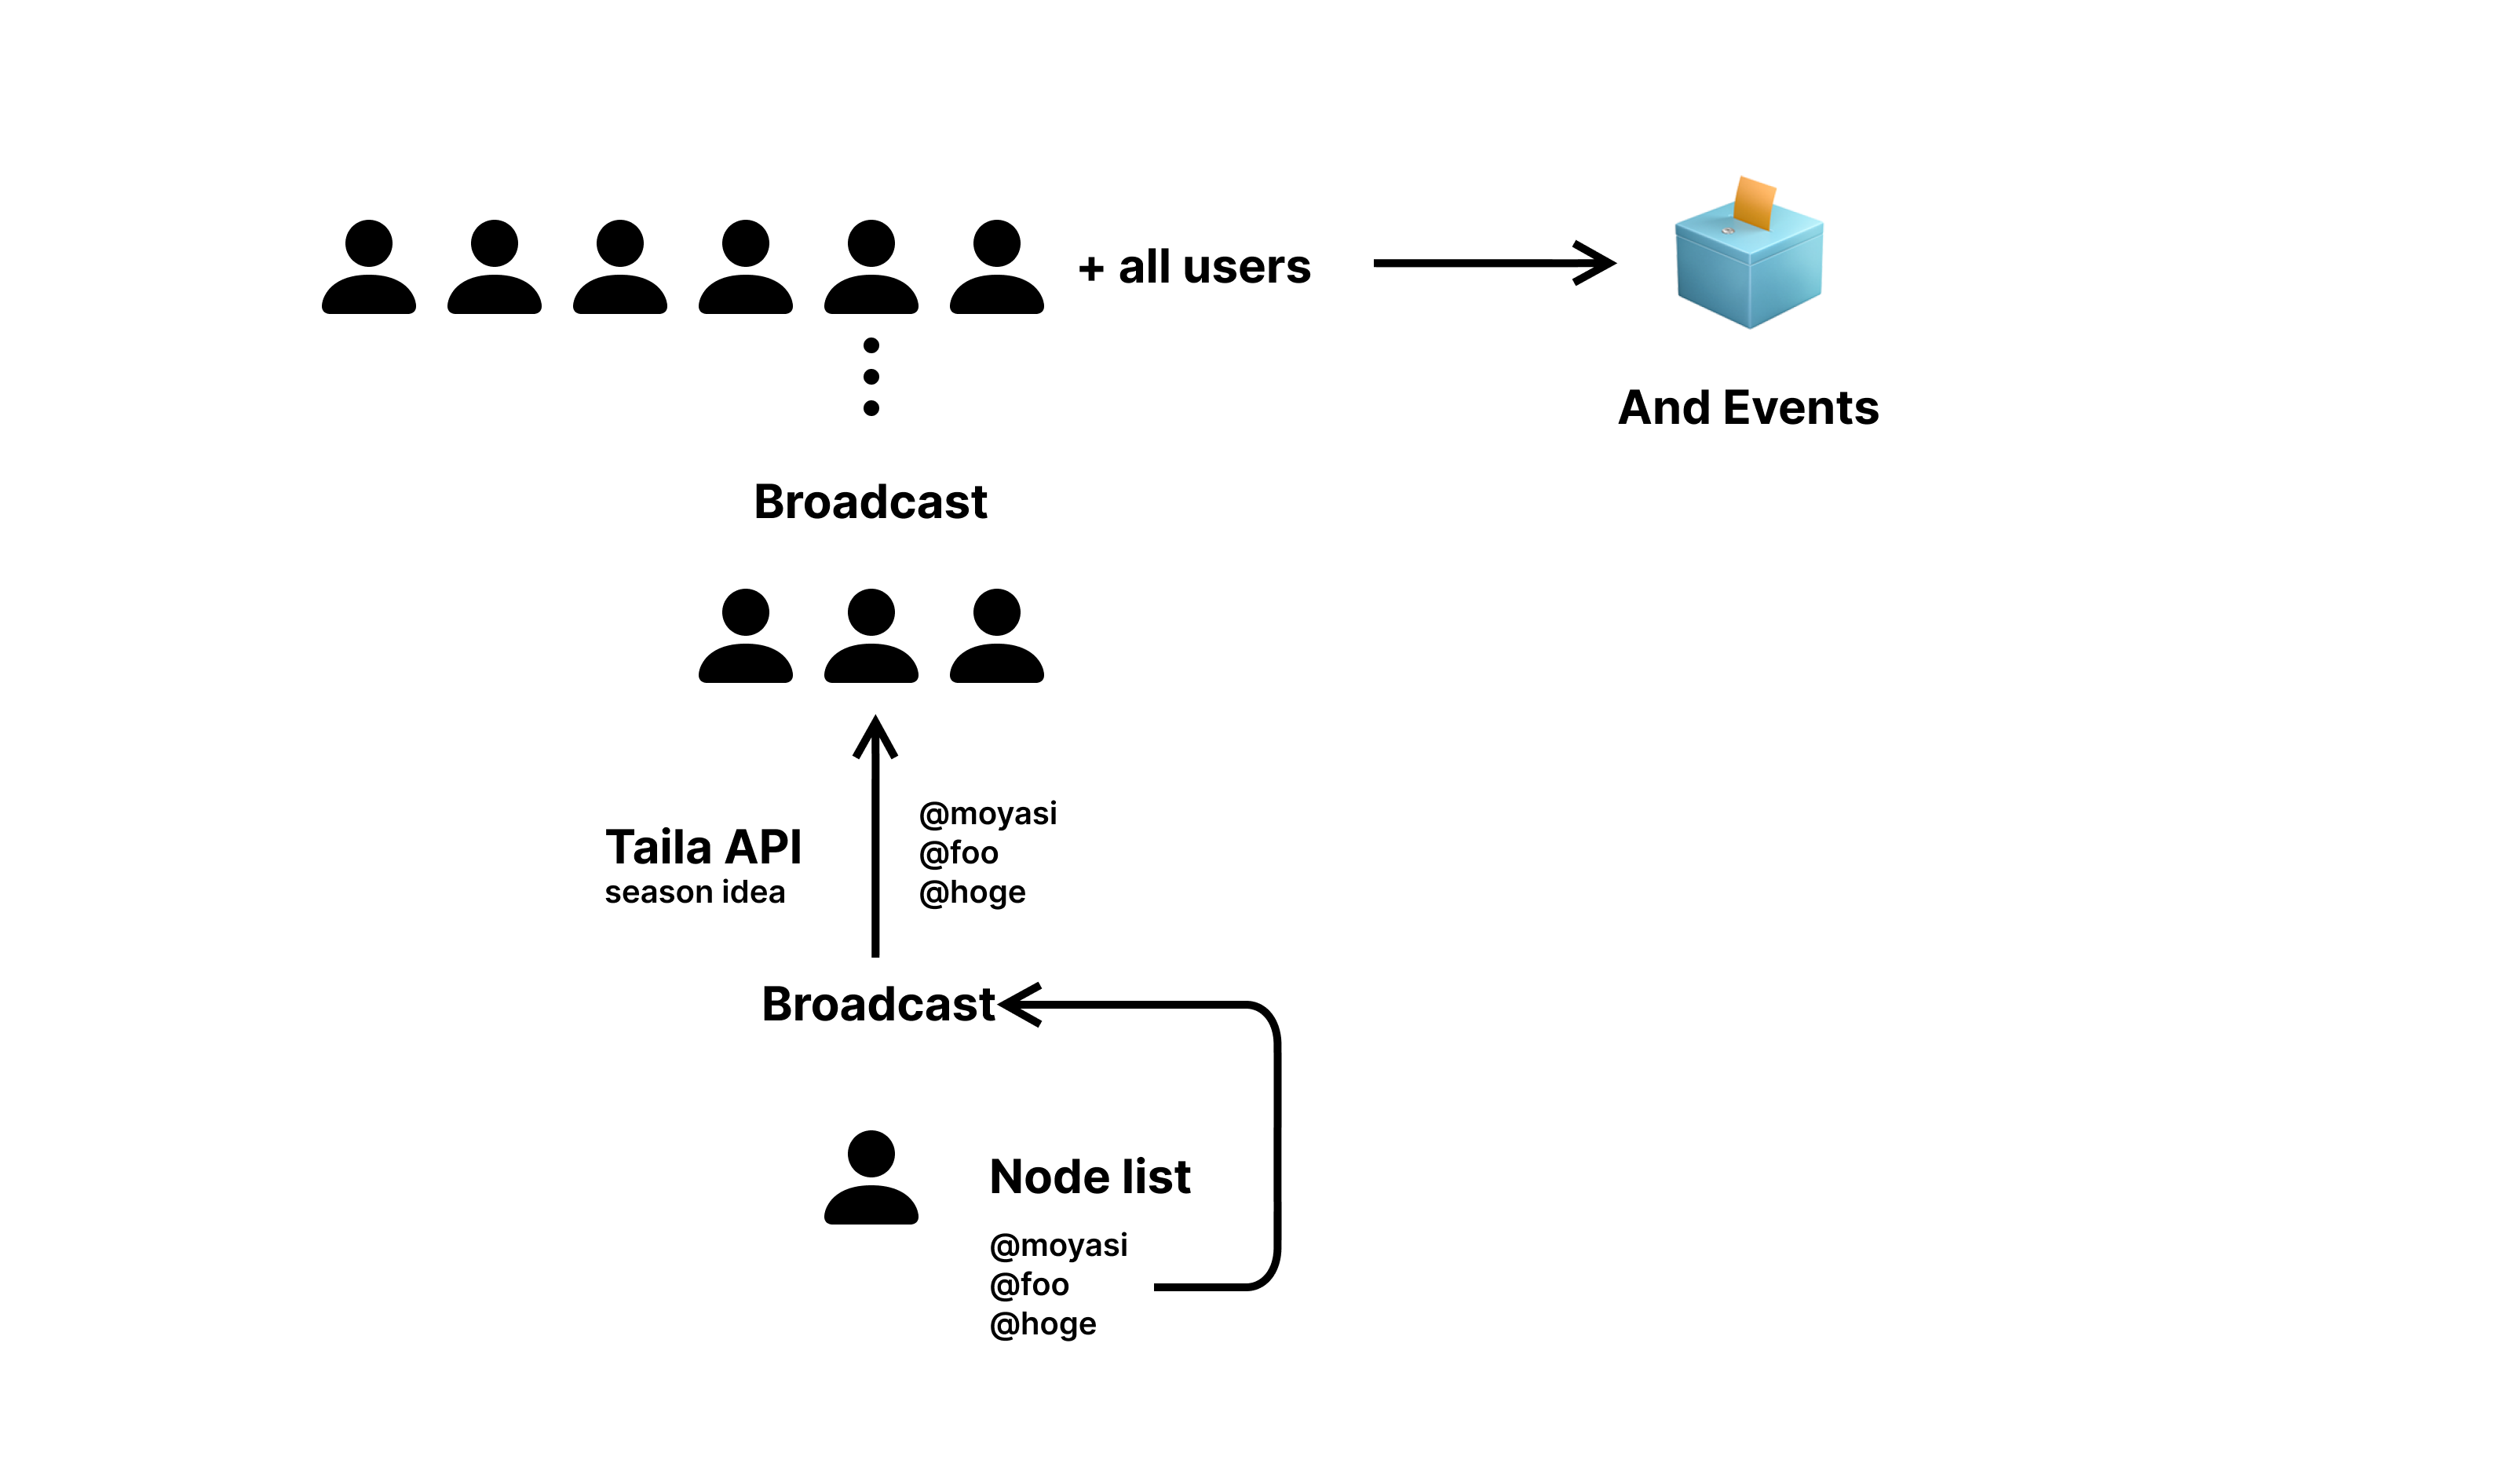 + all users
And Events
Broadcast
Taila API
season idea
@moyasi
@foo
@hoge
Broadcast
Node list
@moyasi
@foo
@hoge